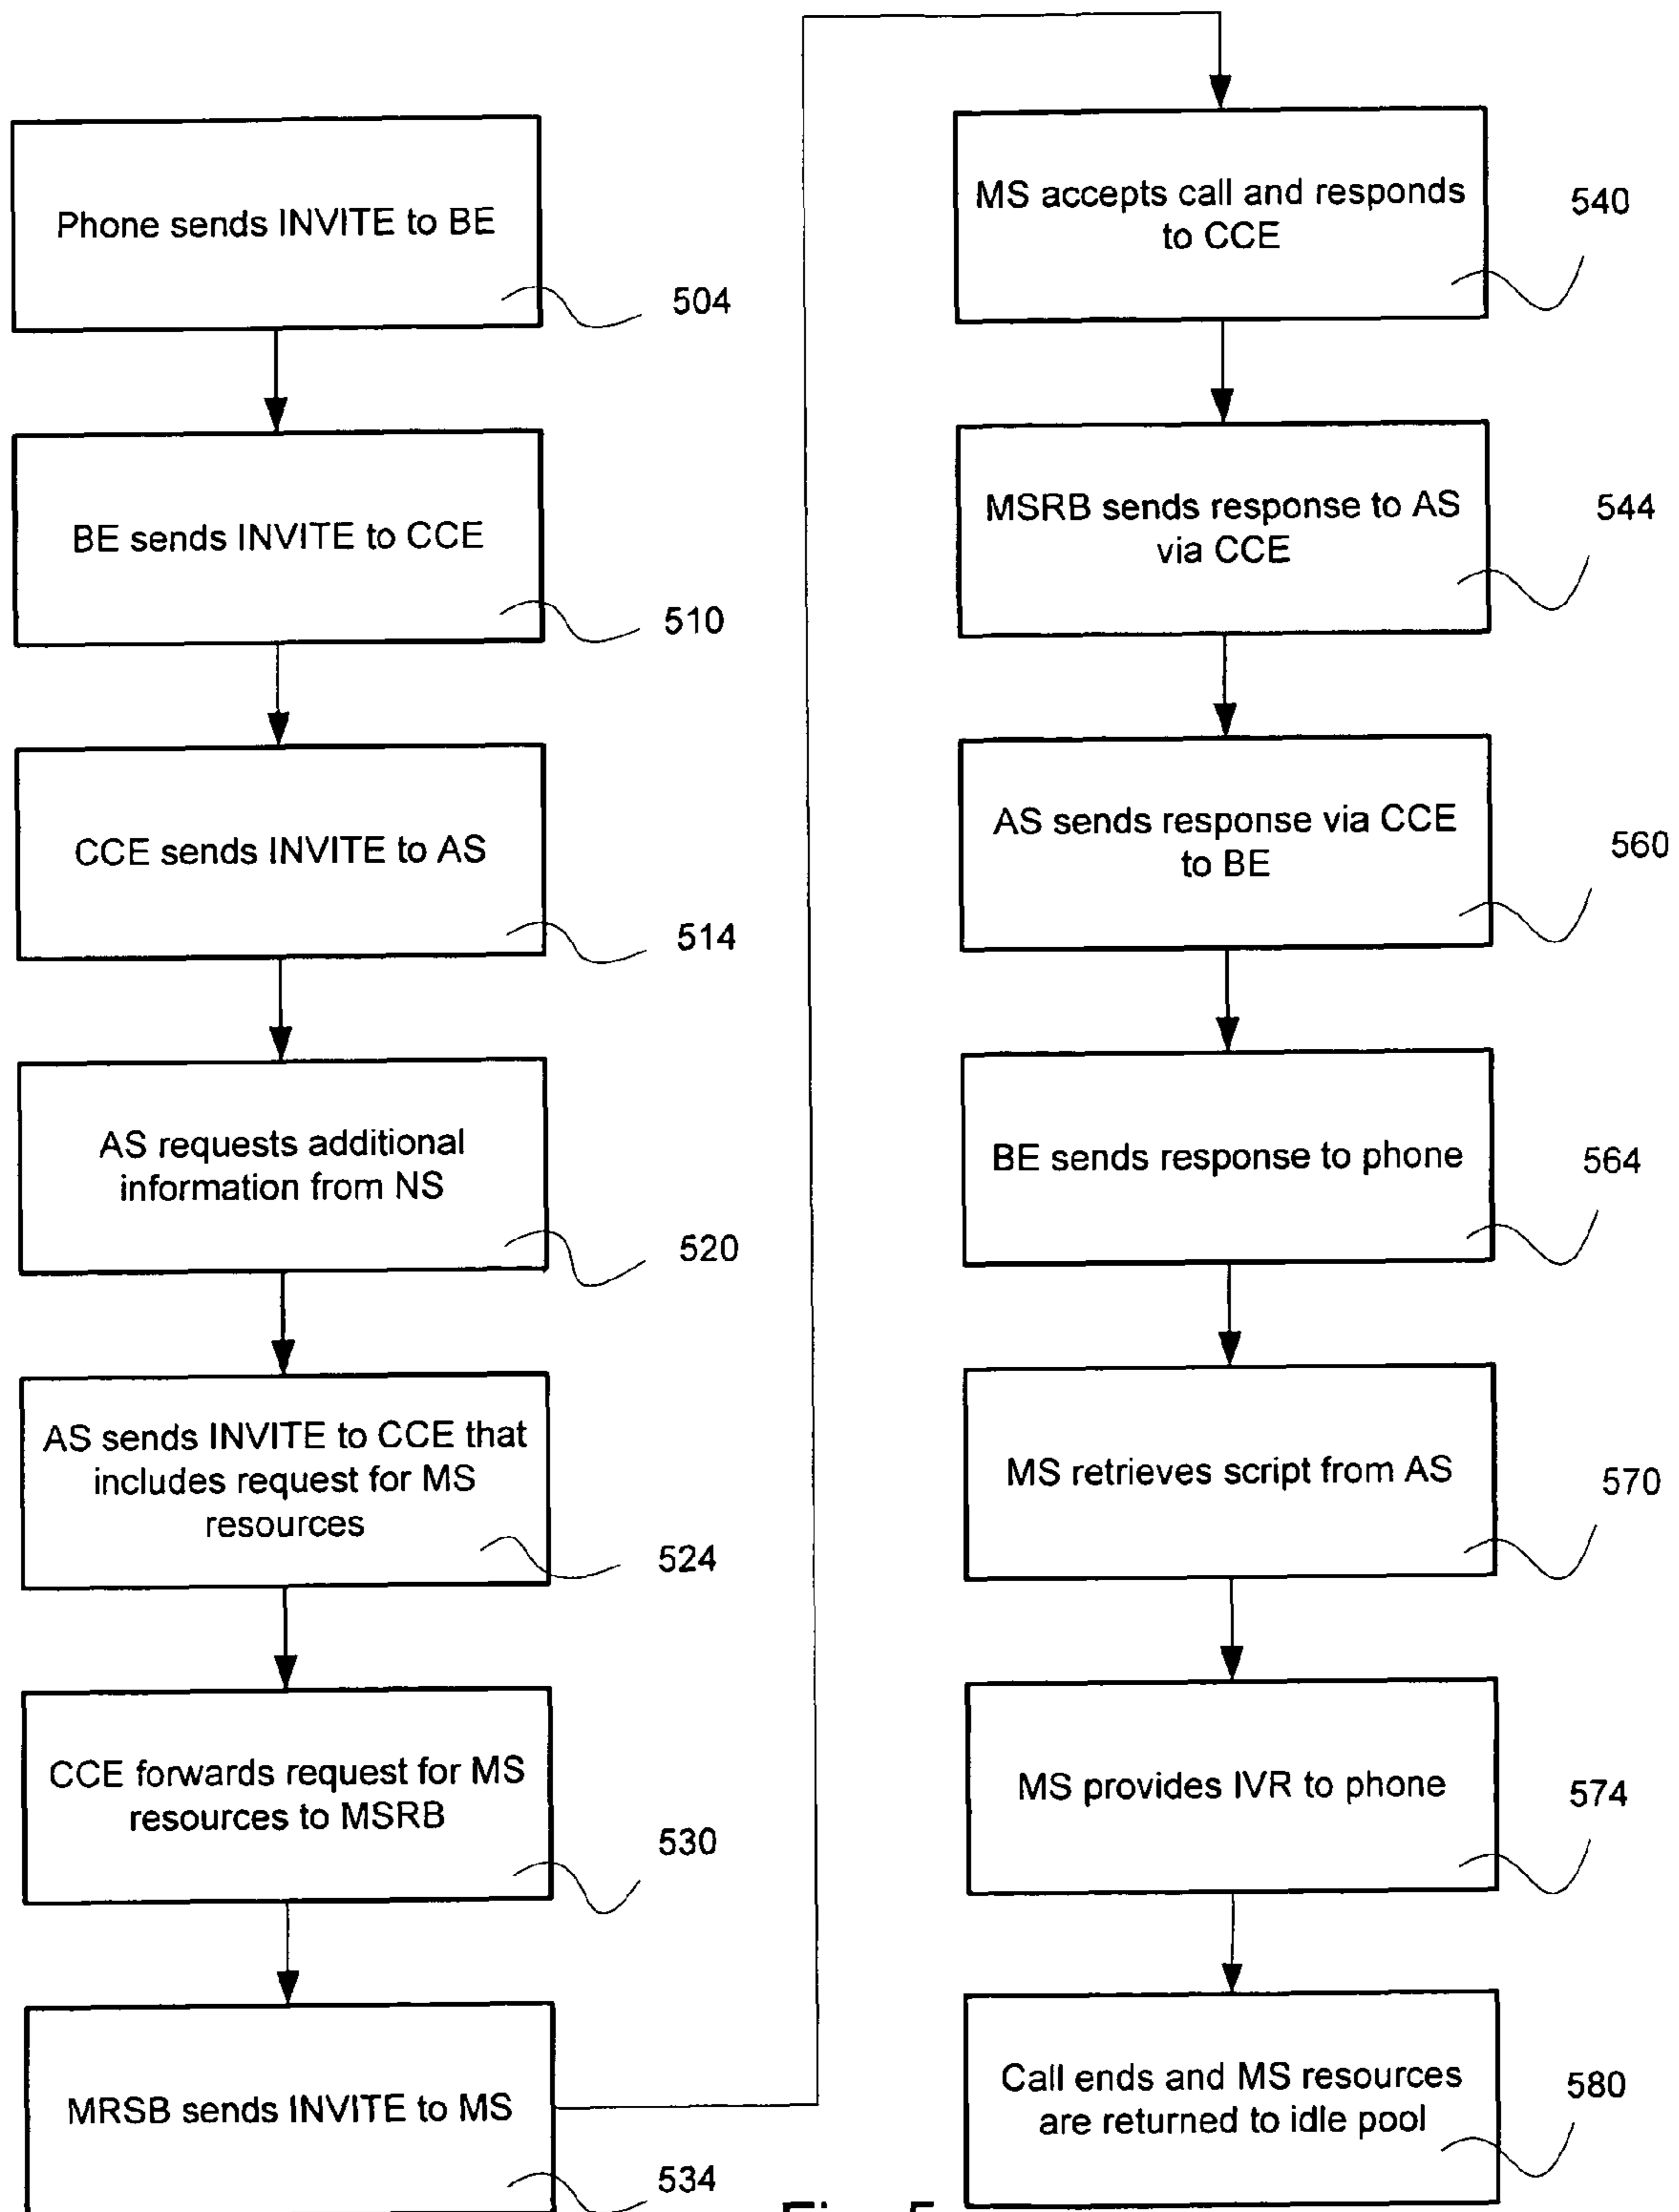 Phone sends INVITE to BE
504
BE sends INVITE to CCE
510
CCE sends INVITE to AS
514
AS requests additional
information from NS
520
AS sends INVITE to CCE that
includes request for MS
resources
524
CCE forwards request for MS
resources to MSRB
530
MRSB sends INVITE to MS
534
MS accepts call and responds
to CCE
540
MSRB sends response to AS
via CCE
544
AS sends response via CCE
to BE
560
BE sends response to phone
564
MS retrieves script from AS
570
MS provides IVR to phone
574
Call ends and MS resources
are returned to idle pool
580